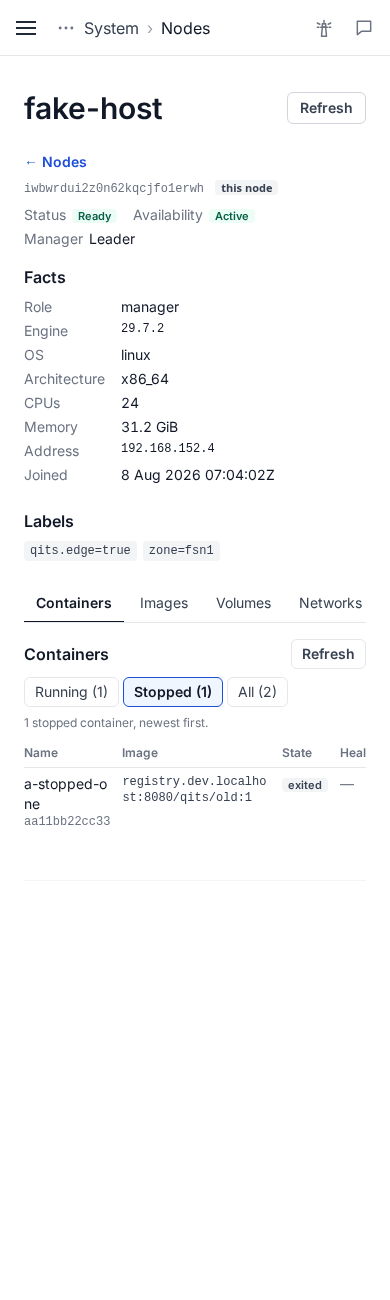 ··· System › Nodes
fake-host Refresh
← Nodes
iwbwrdui2z0n62kqcjfo1erwh this node
Status Ready Availability Active
Manager Leader
Facts
Role manager
Engine 29.7.2
OS linux
Architecture x86_64
CPUs 24
Memory 31.2 GiB
Address 192.168.152.4
Joined 8 Aug 2026 07:04:02Z
Labels
qits.edge=true zone=fsn1
Containers Images Volumes Networks
Containers Refresh
Running (1) Stopped (1) All (2)
1 stopped container, newest first.
Name Image State Heal
a-stopped-o registry.dev.localho exited —
ne st:8080/qits/old:1
aa11bb22cc33